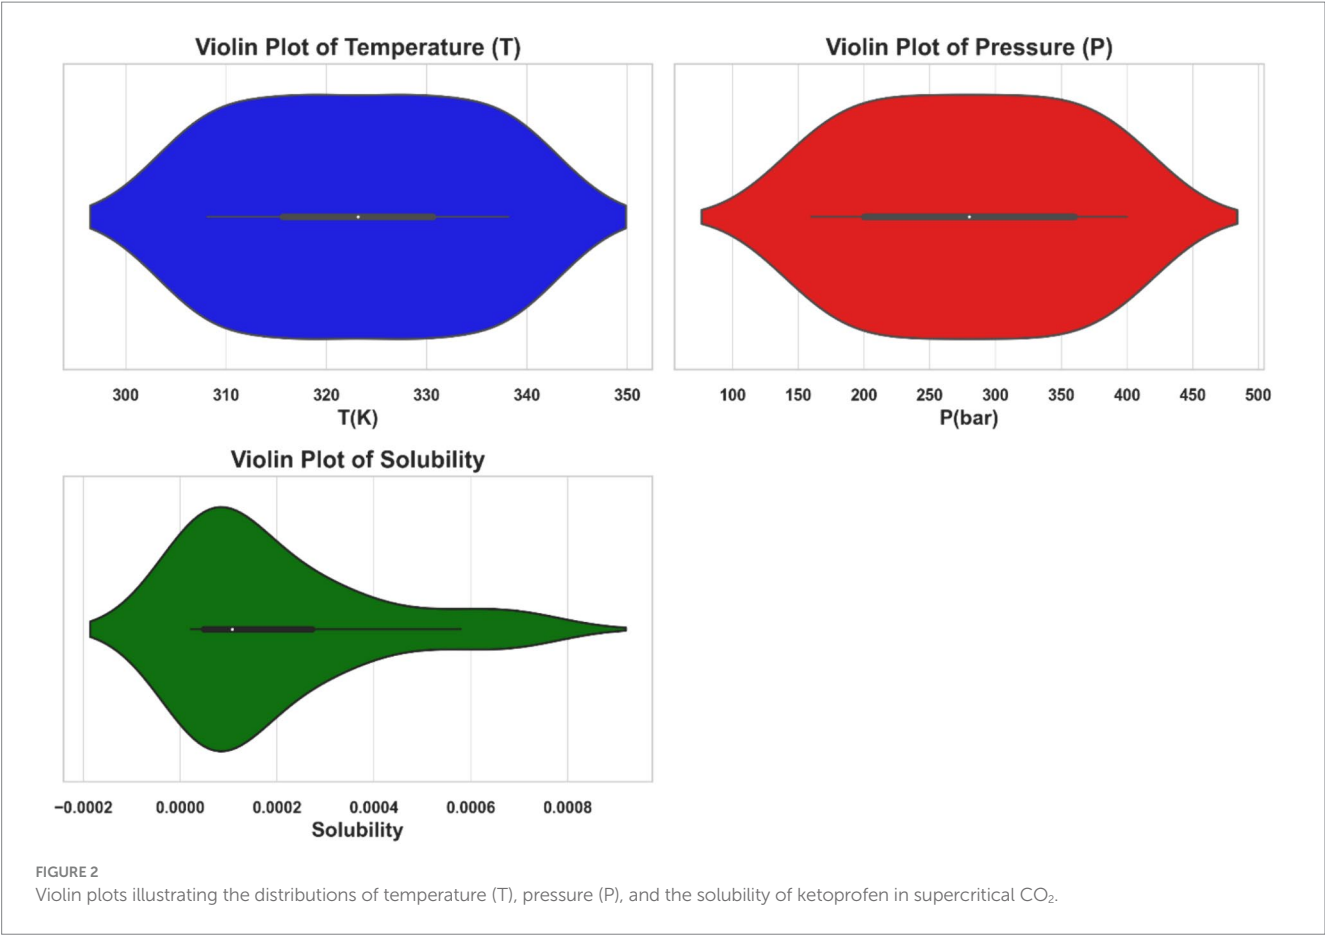 Violin Plot of Temperature (T)
300 310 320 330 340 350
T(K)
Violin Plot of Pressure (P)
100 150 200 250 300 350 400 450 500
P(bar)
Violin Plot of Solubility
−0.0002 0.0000 0.0002 0.0004 0.0006 0.0008
Solubility
FIGURE 2
Violin plots illustrating the distributions of temperature (T), pressure (P), and the solubility of ketoprofen in supercritical CO₂.